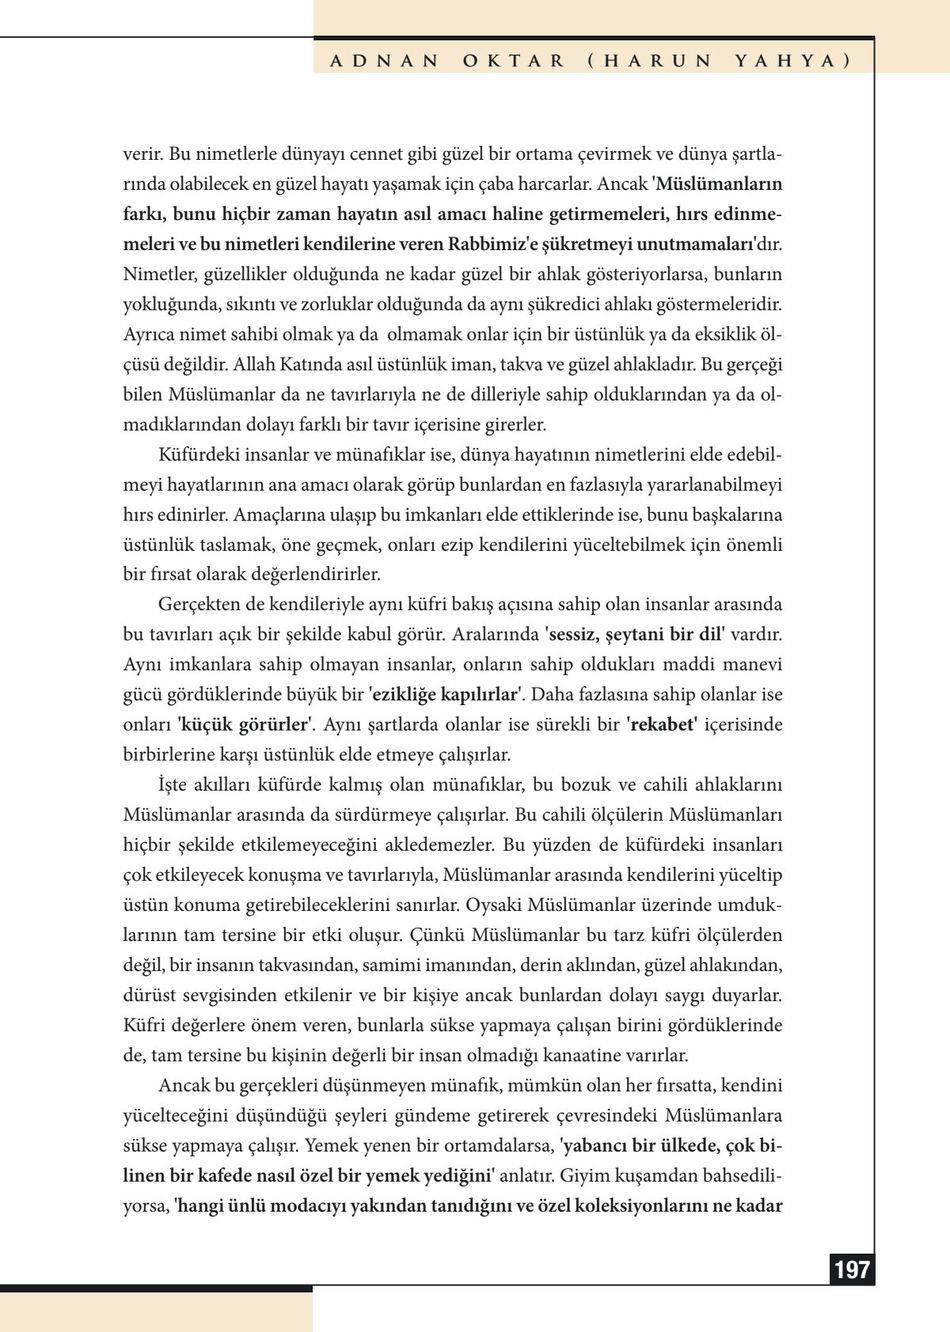 ADNAN OKTAR (HARUN YAHYA)
verir. Bu nimetlerle dünyayı cennet gibi güzel bir ortama çevirmek ve dünya şartla-
rında olabilecek en güzel hayatı yaşamak için çaba harcarlar. Ancak 'Müslümanların
farkı, bunu hiçbir zaman hayatın asıl amacı haline getirmemeleri, hırs edinme-
meleri ve bu nimetleri kendilerine veren Rabbimiz'e şükretmeyi unutmamaları'dır.
Nimetler, güzellikler olduğunda ne kadar güzel bir ahlak gösteriyorlarsa, bunların
yokluğunda, sıkıntı ve zorluklar olduğunda da aynı şükredici ahlakı göstermeleridir.
Ayrıca nimet sahibi olmak ya da olmamak onlar için bir üstünlük ya da eksiklik öl-
çüsü değildir. Allah Katında asıl üstünlük iman, takva ve güzel ahlakladır. Bu gerçeği
bilen Müslümanlar da ne tavırlarıyla ne de dilleriyle sahip olduklarından ya da ol-
madıklarından dolayı farklı bir tavır içerisine girerler.
Küfürdeki insanlar ve münafıklar ise, dünya hayatının nimetlerini elde edebil-
meyi hayatlarının ana amacı olarak görüp bunlardan en fazlasıyla yararlanabilmeyi
hırs edinirler. Amaçlarına ulaşıp bu imkanları elde ettiklerinde ise, bunu başkalarına
üstünlük taslamak, öne geçmek, onları ezip kendilerini yüceltebilmek için önemli
bir fırsat olarak değerlendirirler.
Gerçekten de kendileriyle aynı küfri bakış açısına sahip olan insanlar arasında
bu tavırları açık bir şekilde kabul görür. Aralarında 'sessiz, şeytani bir dil' vardır.
Aynı imkanlara sahip olmayan insanlar, onların sahip oldukları maddi manevi
gücü gördüklerinde büyük bir 'ezikliğe kapılırlar'. Daha fazlasına sahip olanlar ise
onları 'küçük görürler'. Aynı şartlarda olanlar ise sürekli bir 'rekabet' içerisinde
birbirlerine karşı üstünlük elde etmeye çalışırlar.
İşte akılları küfürde kalmış olan münafıklar, bu bozuk ve cahili ahlaklarını
Müslümanlar arasında da sürdürmeye çalışırlar. Bu cahili ölçülerin Müslümanları
hiçbir şekilde etkilemeyeceğini akledemezler. Bu yüzden de küfürdeki insanları
çok etkileyecek konuşma ve tavırlarıyla, Müslümanlar arasında kendilerini yüceltip
üstün konuma getirebileceklerini sanırlar. Oysaki Müslümanlar üzerinde umduk-
larının tam tersine bir etki oluşur. Çünkü Müslümanlar bu tarz küfri ölçülerden
değil, bir insanın takvasından, samimi imanından, derin aklından, güzel ahlakından,
dürüst sevgisinden etkilenir ve bir kişiye ancak bunlardan dolayı saygı duyarlar.
Küfri değerlere önem veren, bunlarla sükse yapmaya çalışan birini gördüklerinde
de, tam tersine bu kişinin değerli bir insan olmadığı kanaatine varırlar.
Ancak bu gerçekleri düşünmeyen münafık, mümkün olan her fırsatta, kendini
yücelteceğini düşündüğü şeyleri gündeme getirerek çevresindeki Müslümanlara
sükse yapmaya çalışır. Yemek yenen bir ortamdalarsa, 'yabancı bir ülkede, çok bi-
linen bir kafede nasıl özel bir yemek yediğini' anlatır. Giyim kuşamdan bahsedili-
yorsa, 'hangi ünlü modacıyı yakından tanıdığını ve özel koleksiyonlarını ne kadar
197